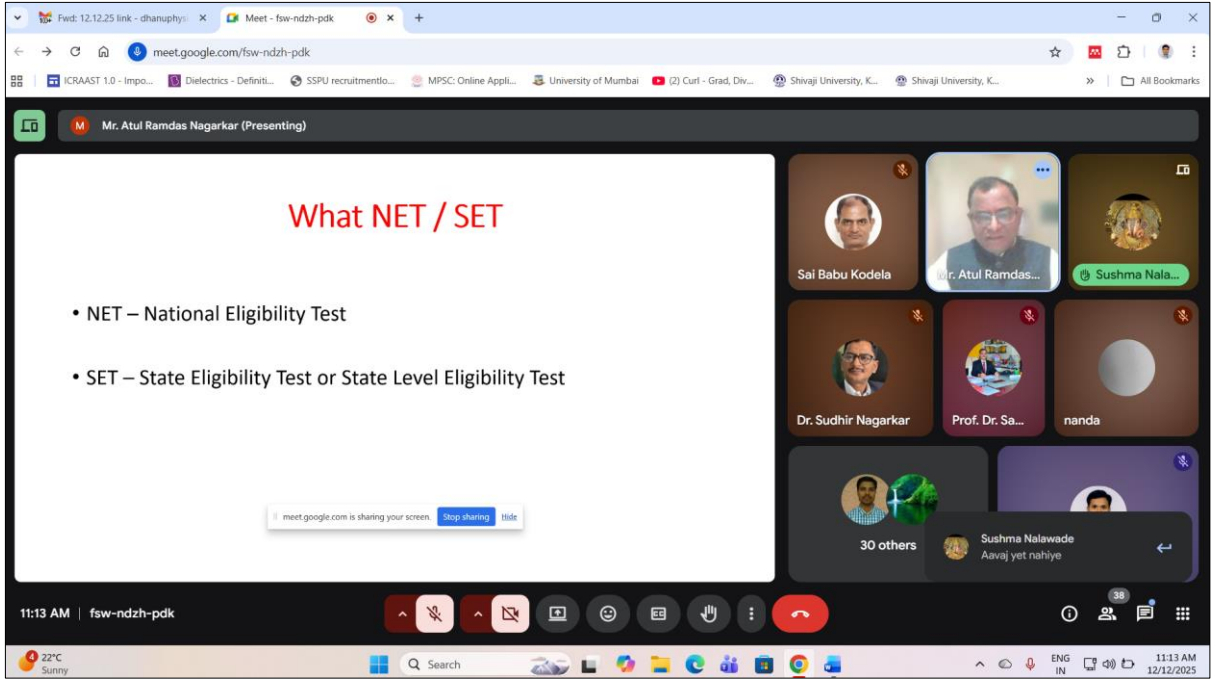 Fwd: 12.12.25 link - dhanuphysi
Meet - fsw-ndzh-pdk
meet.google.com/fsw-ndzh-pdk
ICRAAST 1.0 - Impo...
Dielectrics - Definiti...
SSPU recruitmentlo...
MPSC: Online Appli...
University of Mumbai
(2) Curl - Grad, Div...
Shivaji University, K...
Shivaji University, K...
All Bookmarks
M
Mr. Atul Ramdas Nagarkar (Presenting)
What NET / SET
• NET – National Eligibility Test
• SET – State Eligibility Test or State Level Eligibility Test
meet.google.com is sharing your screen.
Stop sharing
Hide
Sai Babu Kodela
Mr. Atul Ramdas...
Sushma Nala...
Dr. Sudhir Nagarkar
Prof. Dr. Sa...
nanda
30 others
Sushma Nalawade
Aavaj yet nahiye
11:13 AM | fsw-ndzh-pdk
38
4
22°C
Sunny
Search
ENG
IN
11:13 AM
12/12/2025